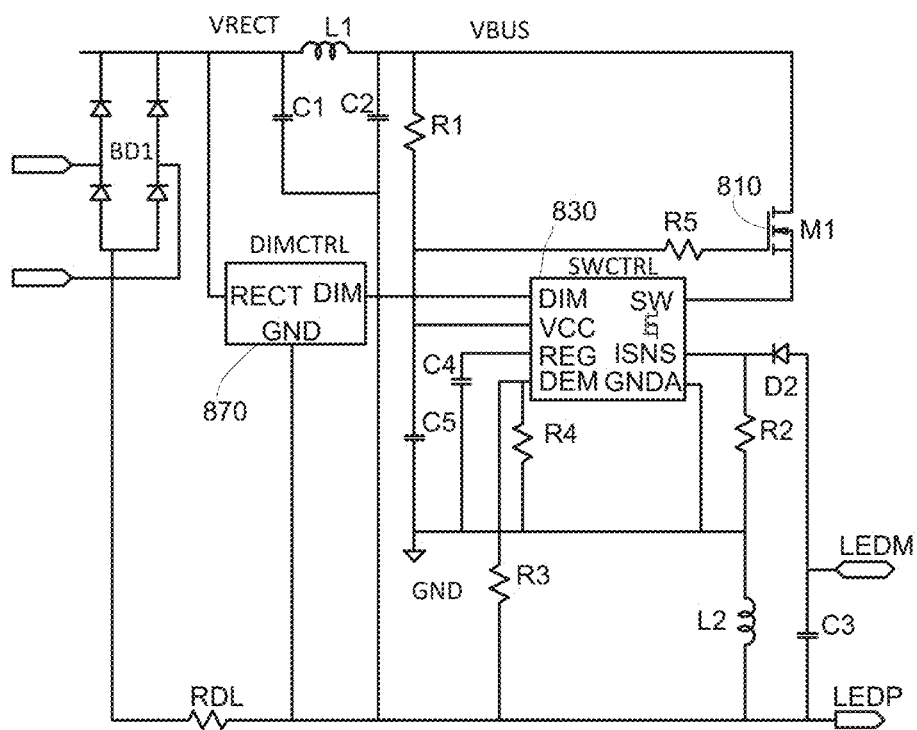 VRECT
L1
VBUS
C1
C2
R1
BD1
810
830
R5
M1
DIMCTRL
SWCTRL
RECT DIM
GND
DIM
SW
VCC
REG
ISNS
DEM
GNDA
C4
D2
870
C5
R4
R2
LEDM
GND
R3
L2
C3
RDL
LEDP